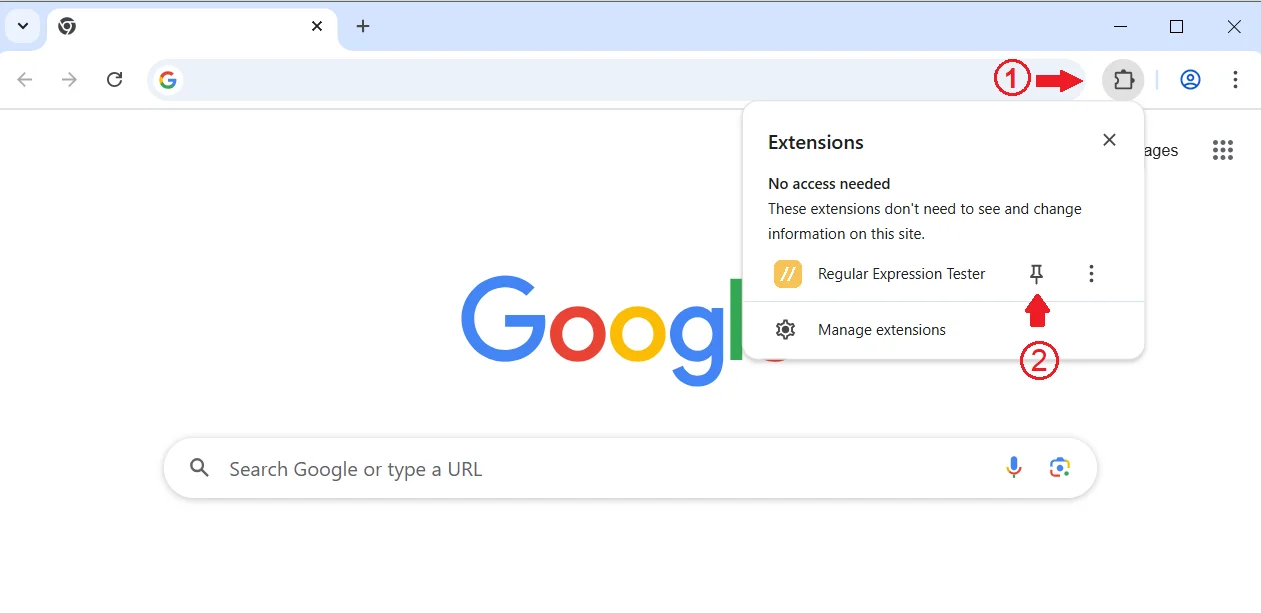 1
Extensions
ages
No access needed
These extensions don't need to see and change
information on this site.
// Regular Expression Tester
Manage extensions
2
Google
Search Google or type a URL